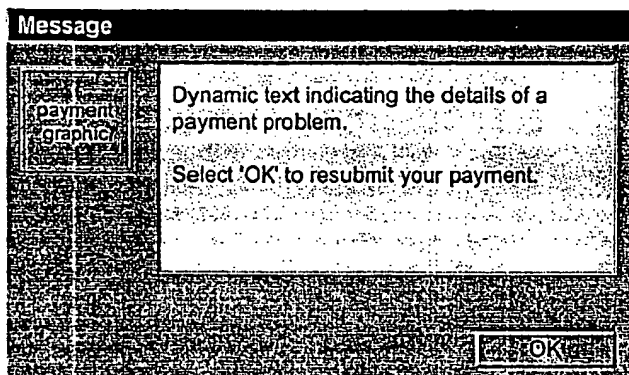 Message
payment
graphic
Dynamic text indicating the details of a
payment problem.
Select 'OK' to resubmit your payment.
OK